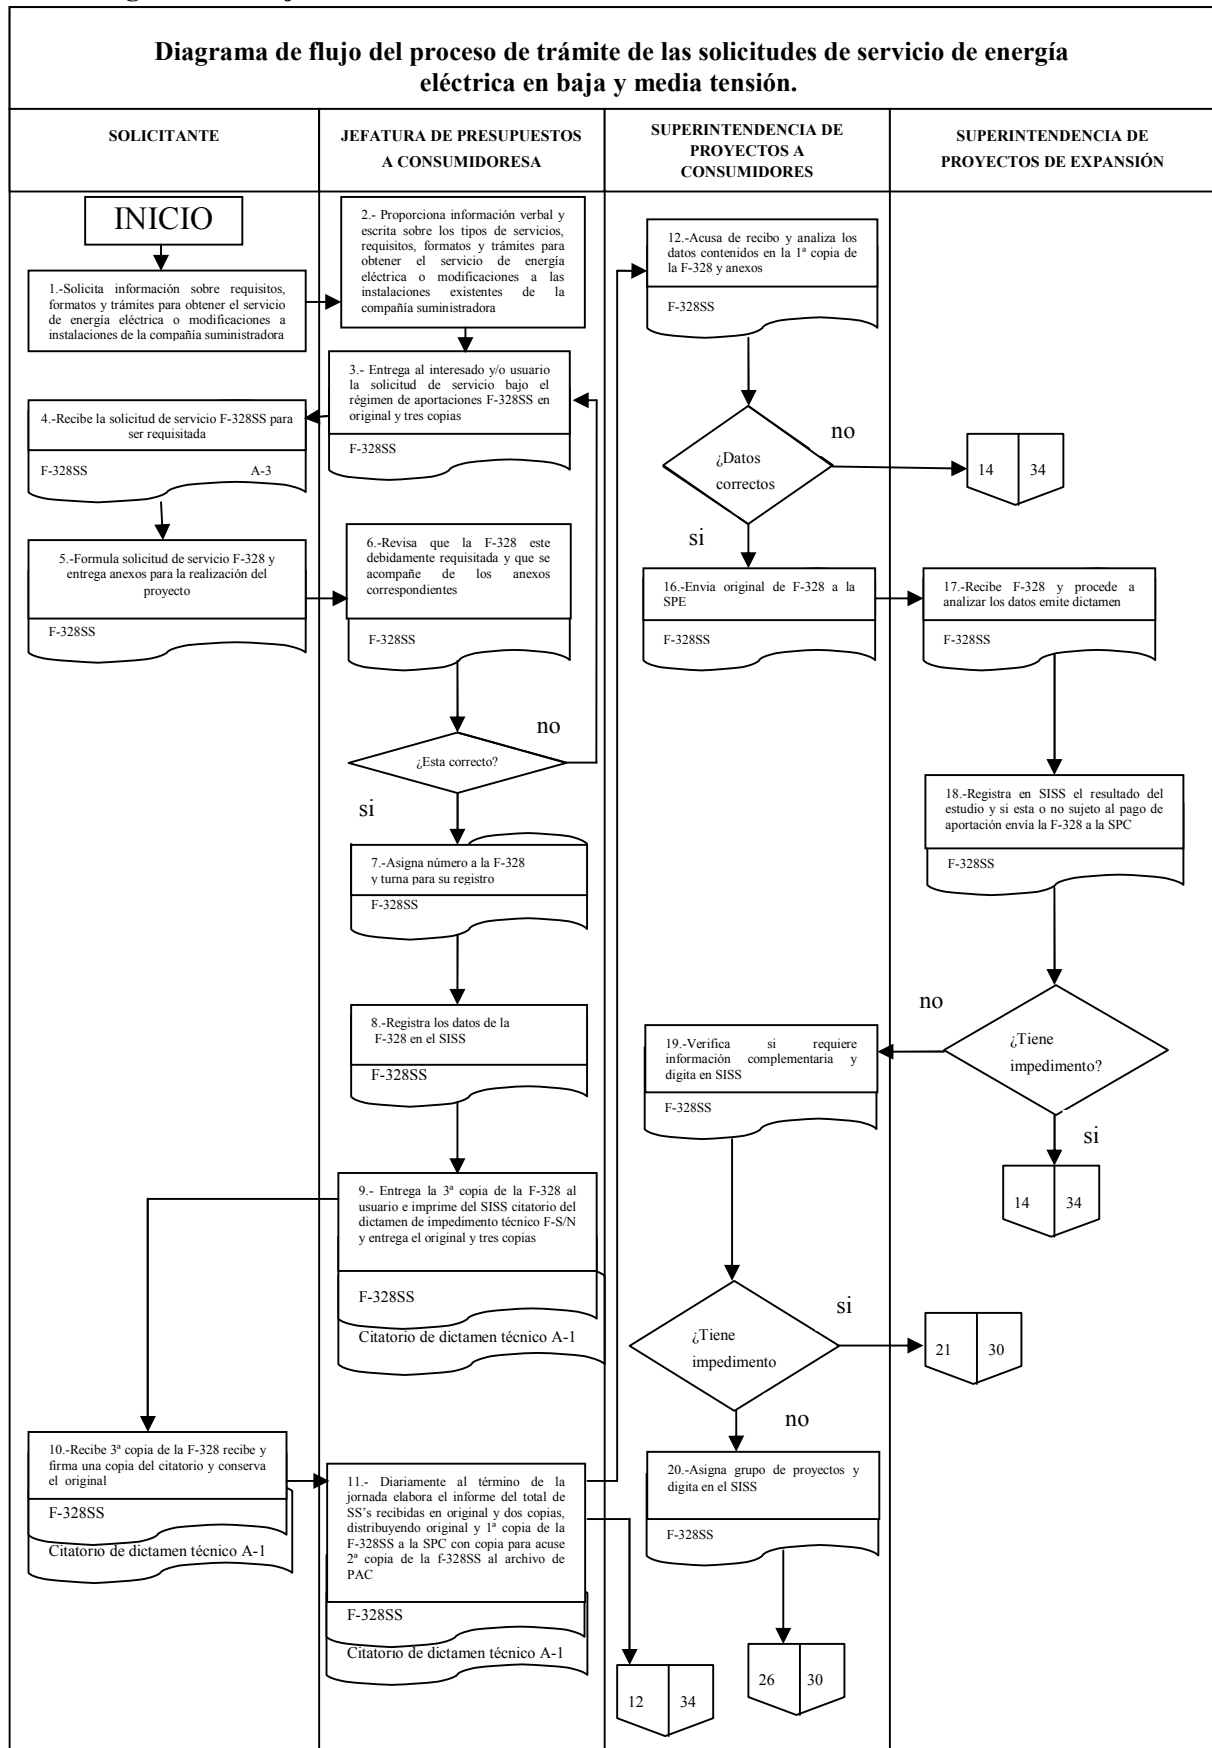 Diagrama de flujo del proceso de trámite de las solicitudes de servicio de energía
eléctrica en baja y media tensión.
SOLICITANTE
JEFATURA DE PRESUPUESTOS
A CONSUMIDORESA
SUPERINTENDENCIA DE
PROYECTOS A
CONSUMIDORES
SUPERINTENDENCIA DE
PROYECTOS DE EXPANSIÓN
INICIO
1.-Solicita información sobre requisitos,
formatos y trámites para obtener el servicio
de energía eléctrica o modificaciones a
instalaciones de la compañía suministradora
2.- Proporciona información verbal y
escrita sobre los tipos de servicios,
requisitos, formatos y trámites para
obtener el servicio de energía
eléctrica o modificaciones a las
instalaciones existentes de la
compañía suministradora
3.- Entrega al interesado y/o usuario
la solicitud de servicio bajo el
régimen de aportaciones F-328SS en
original y tres copias
F-328SS
4.-Recibe la solicitud de servicio F-328SS para
ser requisitada
F-328SS A-3
5.-Formula solicitud de servicio F-328 y
entrega anexos para la realización del
proyecto
F-328SS
6.-Revisa que la F-328 este
debidamente requisitada y que se
acompañe de los anexos
correspondientes
F-328SS
¿Esta correcto?
no
si
7.-Asigna número a la F-328
y turna para su registro
F-328SS
8.-Registra los datos de la
F-328 en el SISS
F-328SS
9.- Entrega la 3ª copia de la F-328 al
usuario e imprime del SISS citatorio del
dictamen de impedimento técnico F-S/N
y entrega el original y tres copias
F-328SS
Citatorio de dictamen técnico A-1
10.-Recibe 3ª copia de la F-328 recibe y
firma una copia del citatorio y conserva
el original
F-328SS
Citatorio de dictamen técnico A-1
11.- Diariamente al término de la
jornada elabora el informe del total de
SS's recibidas en original y dos copias,
distribuyendo original y 1ª copia de la
F-328SS a la SPC con copia para acuse
2ª copia de la f-328SS al archivo de
PAC
F-328SS
Citatorio de dictamen técnico A-1
12 34
12.-Acusa de recibo y analiza los
datos contenidos en la 1ª copia de
la F-328 y anexos
F-328SS
¿Datos
correctos
no
14 34
si
16.-Envia original de F-328 a la
SPE
F-328SS
17.-Recibe F-328 y procede a
analizar los datos emite dictamen
F-328SS
18.-Registra en SISS el resultado del
estudio y si esta o no sujeto al pago de
aportación envía la F-328 a la SPC
F-328SS
¿Tiene
impedimento?
no
si
14 34
19.-Verifica si requiere
información complementaria y
digita en SISS
F-328SS
¿Tiene
impedimento
si
21 30
no
20.-Asigna grupo de proyectos y
digita en el SISS
F-328SS
26 30